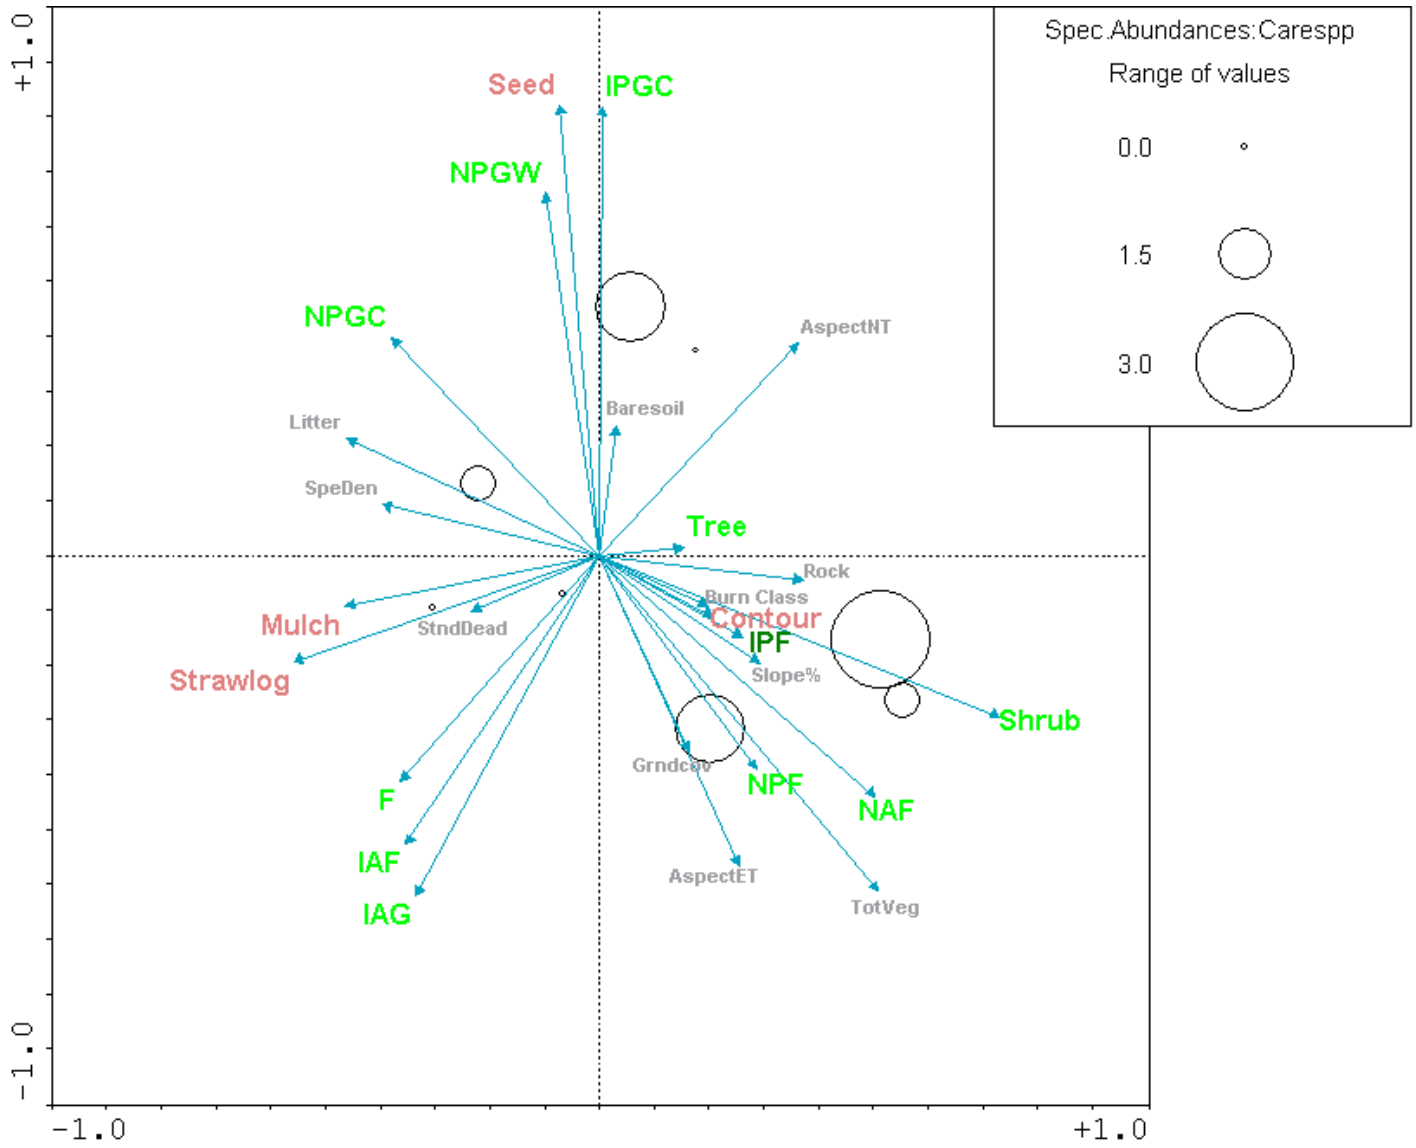 +1.0
Spec.Abundances:Carespp
Range of values
0.0
1.5
3.0
Seed
IPGC
NPGW
NPGC
AspectNT
Litter
Baresoil
SpeDen
Tree
Rock
Burn Class
Contour
Mulch
StndDead
IPF
Slope%
Strawlog
Shrub
Grndcov
NPF
F
NAF
IAF
AspectET
IAG
TotVeg
-1.0
-1.0
+1.0